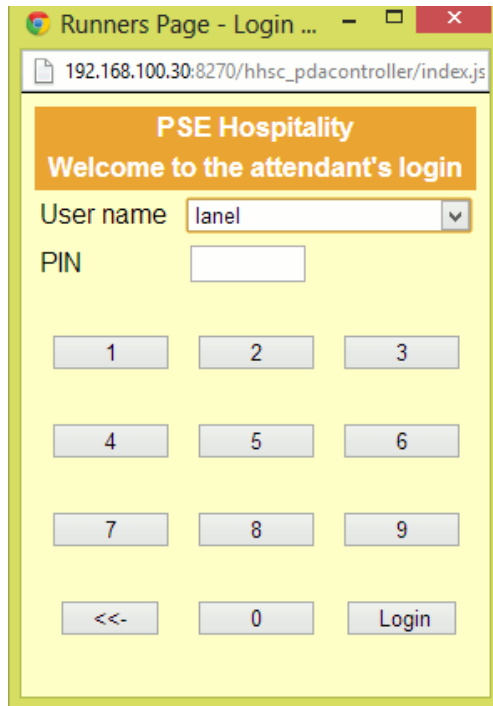 Runners Page - Login ...
192.168.100.30:8270/hhsc_pdacontroller/index.js
PSE Hospitality
Welcome to the attendant's login
User name lanel
PIN
1 2 3
4 5 6
7 8 9
<<- 0 Login